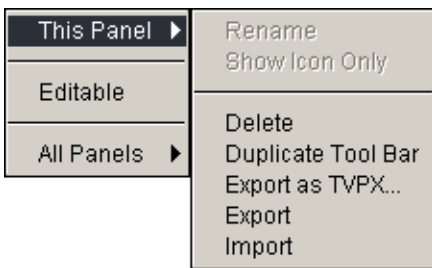 This Panel
Editable
All Panels
Rename
Show Icon Only
Delete
Duplicate Tool Bar
Export as TVPX...
Export
Import